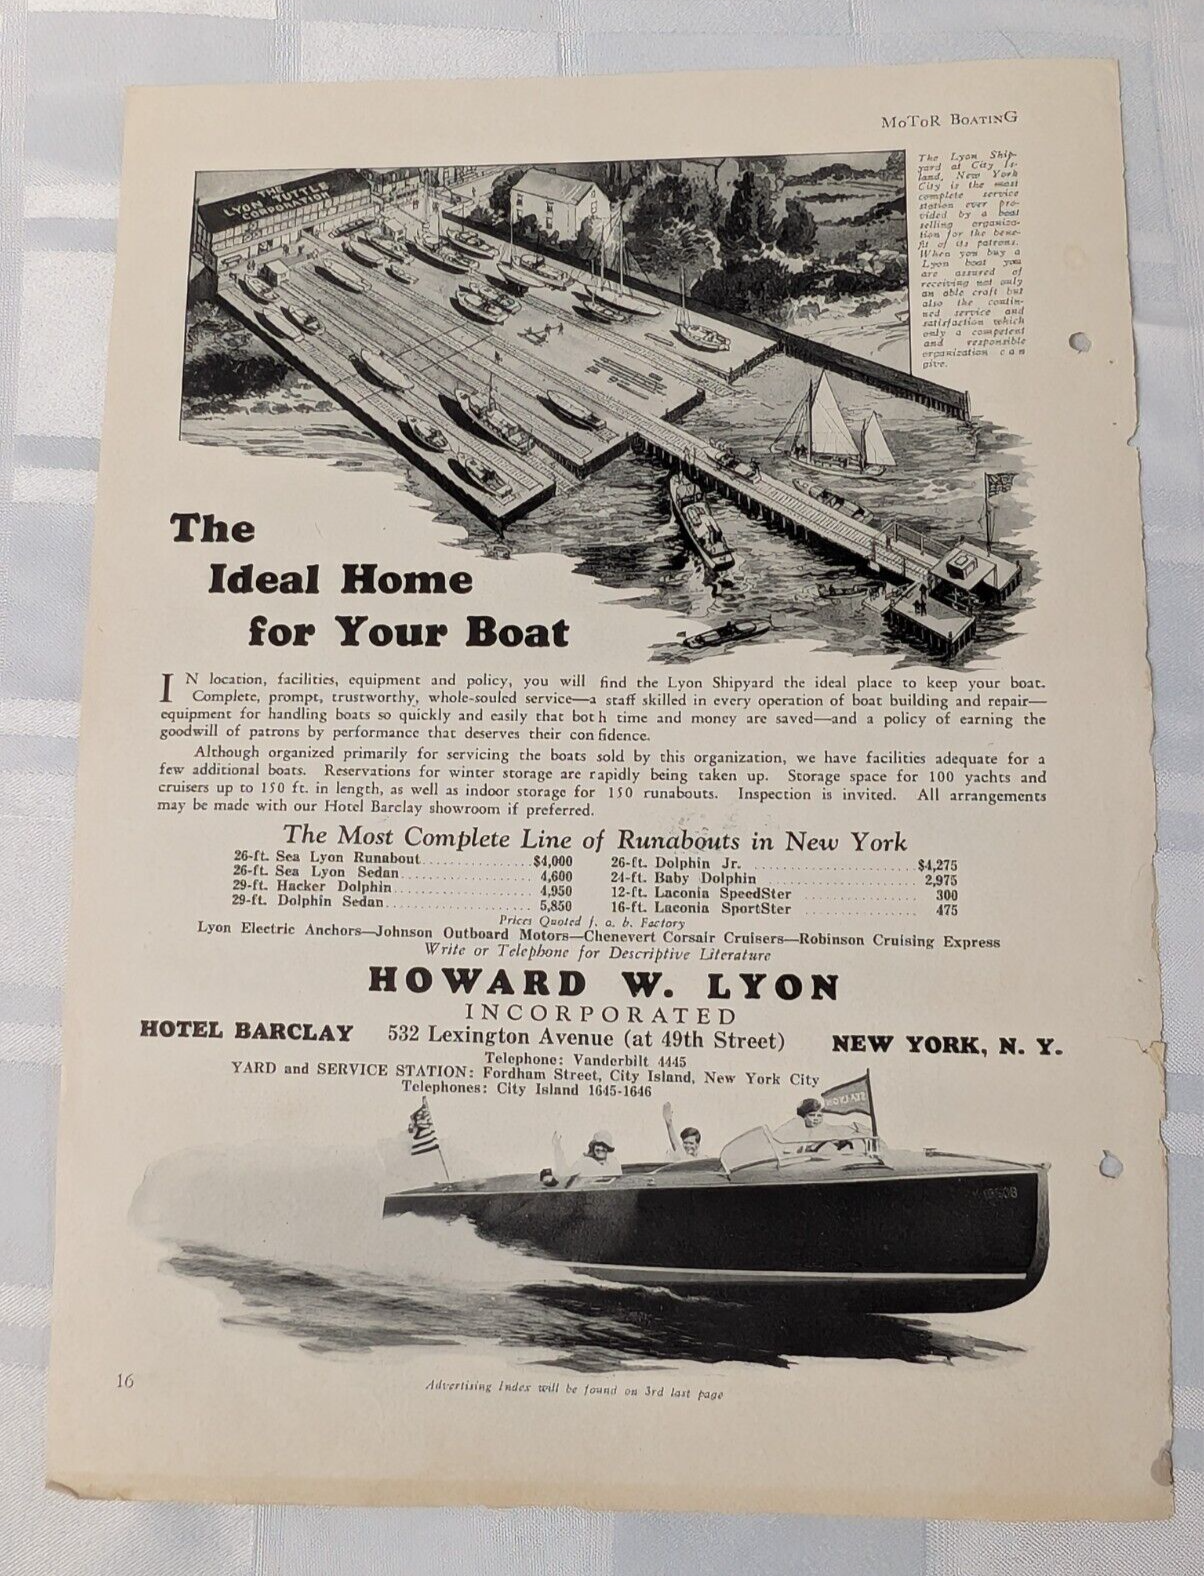 MoToR BoatinG
THE
LYON TUTTLE
CORPORATION
The Lyon Ship-
yard at City Is-
land, New York
City is the most
complete service
station ever pro-
vided by a boat
selling organiza-
tion for the bene-
fit of its patrons.
When you buy a
Lyon boat you
are assured of
receiving not only
an able craft but
also the contin-
ued service and
satisfaction which
only a competent
and responsible
organization can
give.
The
Ideal Home
for Your Boat
IN location, facilities, equipment and policy, you will find the Lyon Shipyard the ideal place to keep your boat.
Complete, prompt, trustworthy, whole-souled service—a staff skilled in every operation of boat building and repair—
equipment for handling boats so quickly and easily that both time and money are saved—and a policy of earning the
goodwill of patrons by performance that deserves their confidence.
Although organized primarily for servicing the boats sold by this organization, we have facilities adequate for a
few additional boats. Reservations for winter storage are rapidly being taken up. Storage space for 100 yachts and
cruisers up to 150 ft. in length, as well as indoor storage for 150 runabouts. Inspection is invited. All arrangements
may be made with our Hotel Barclay showroom if preferred.
The Most Complete Line of Runabouts in New York
26-ft. Sea Lyon Runabout $4,000
26-ft. Sea Lyon Sedan 4,600
29-ft. Hacker Dolphin 4,950
29-ft. Dolphin Sedan 5,850
26-ft. Dolphin Jr. $4,275
24-ft. Baby Dolphin 2,975
12-ft. Laconia SpeedSter 300
16-ft. Laconia SportSter 475
Prices Quoted f. o. b. Factory
Lyon Electric Anchors—Johnson Outboard Motors—Chenevert Corsair Cruisers—Robinson Cruising Express
Write or Telephone for Descriptive Literature
HOWARD W. LYON
INCORPORATED
HOTEL BARCLAY 532 Lexington Avenue (at 49th Street) NEW YORK, N. Y.
Telephone: Vanderbilt 4445
YARD and SERVICE STATION: Fordham Street, City Island, New York City
Telephones: City Island 1645-1646
16
Advertising Index will be found on 3rd last page